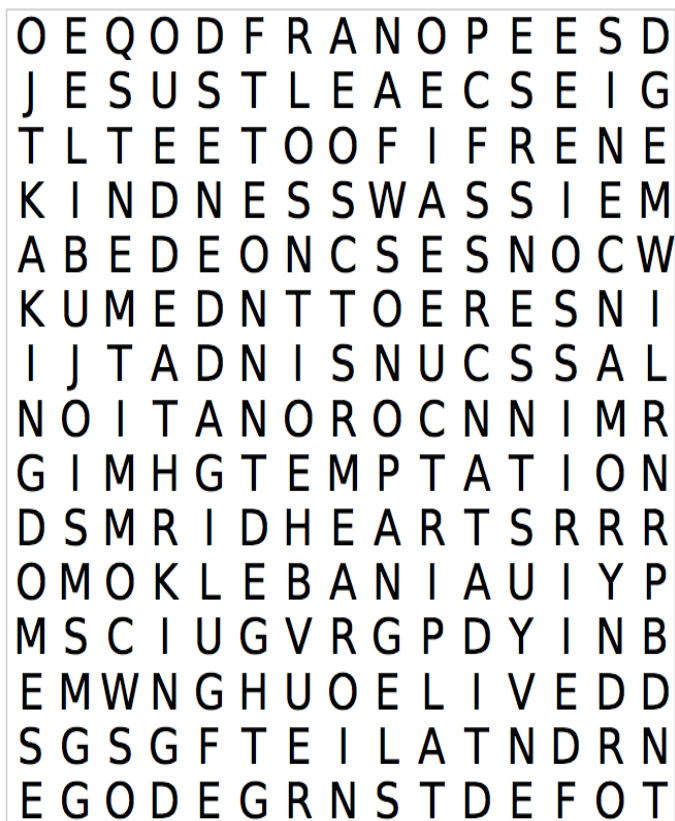 O E Q O D F R A N O P E E S D
J E S U S T L E A E C S E I G
T L T E E T O O F I F R E N E
K I N D N E S S W A S S I E M
A B E D E O N C S E S N O C W
K U M E D N T T O E R E S N I
I J T A D N I S N U C S S A L
N O I T A N O R O C N N I M R
G I M H G T E M P T A T I O N
D S M R I D H E A R T S R R R
O M O K L E B A N I A U I Y P
M S C I U G V R G P D Y I N B
E M W N G H U O E L I V E D D
S G S G F T E I L A T N D R N
E G O D E G R N S T D E F O T